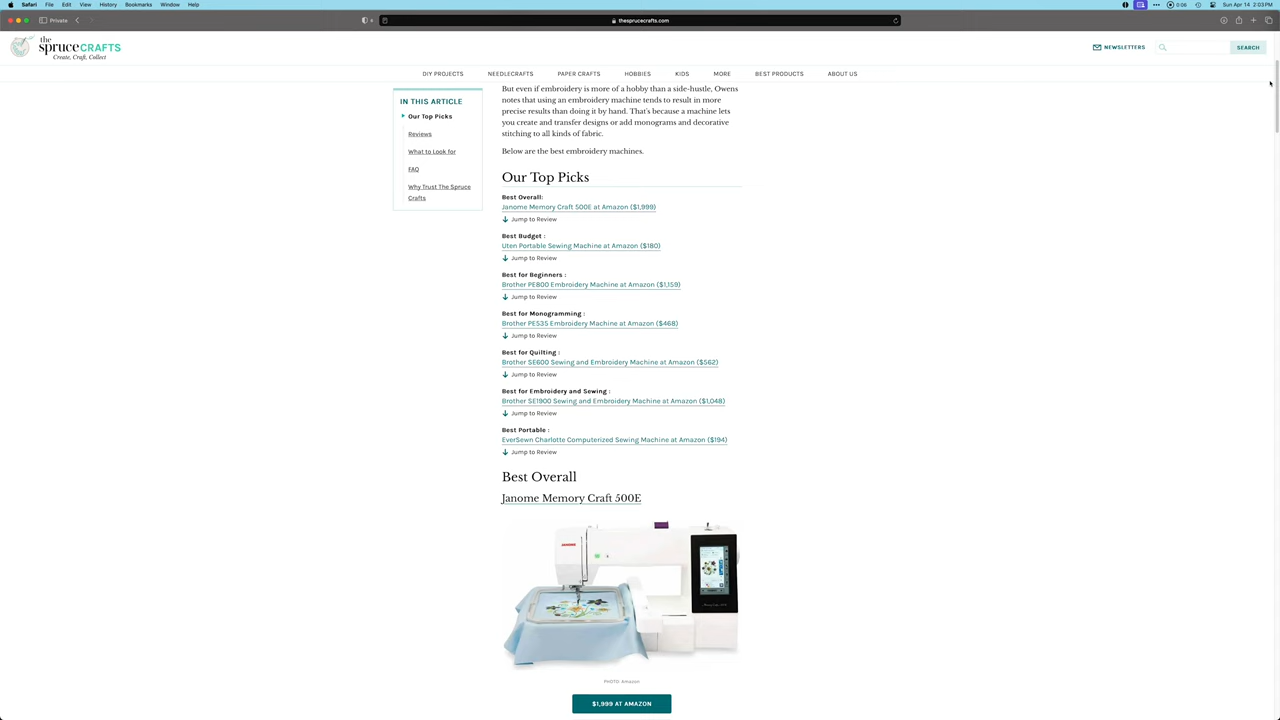 Safari File Edit View History Bookmarks Window Help
0:06 Sun Apr 14 2:03 PM
Private
thesprucecrafts.com
the spruce CRAFTS
Create, Craft, Collect
NEWSLETTERS
SEARCH
DIY PROJECTS NEEDLECRAFTS PAPER CRAFTS HOBBIES KIDS MORE BEST PRODUCTS ABOUT US
IN THIS ARTICLE
Our Top Picks
Reviews
What to Look for
FAQ
Why Trust The Spruce
Crafts
But even if embroidery is more of a hobby than a side-hustle, Owens
notes that using an embroidery machine tends to result in more
precise results than doing it by hand. That's because a machine lets
you create and transfer designs or add monograms and decorative
stitching to all kinds of fabric.
Below are the best embroidery machines.
Our Top Picks
Best Overall:
Janome Memory Craft 500E at Amazon ($1,999)
Jump to Review
Best Budget :
Uten Portable Sewing Machine at Amazon ($180)
Jump to Review
Best for Beginners :
Brother PE800 Embroidery Machine at Amazon ($1,159)
Jump to Review
Best for Monogramming :
Brother PE535 Embroidery Machine at Amazon ($468)
Jump to Review
Best for Quilting :
Brother SE600 Sewing and Embroidery Machine at Amazon ($562)
Jump to Review
Best for Embroidery and Sewing :
Brother SE1900 Sewing and Embroidery Machine at Amazon ($1,048)
Jump to Review
Best Portable :
EverSewn Charlotte Computerized Sewing Machine at Amazon ($194)
Jump to Review
Best Overall
Janome Memory Craft 500E
JANOME
PHOTO: Amazon
$1,999 AT AMAZON